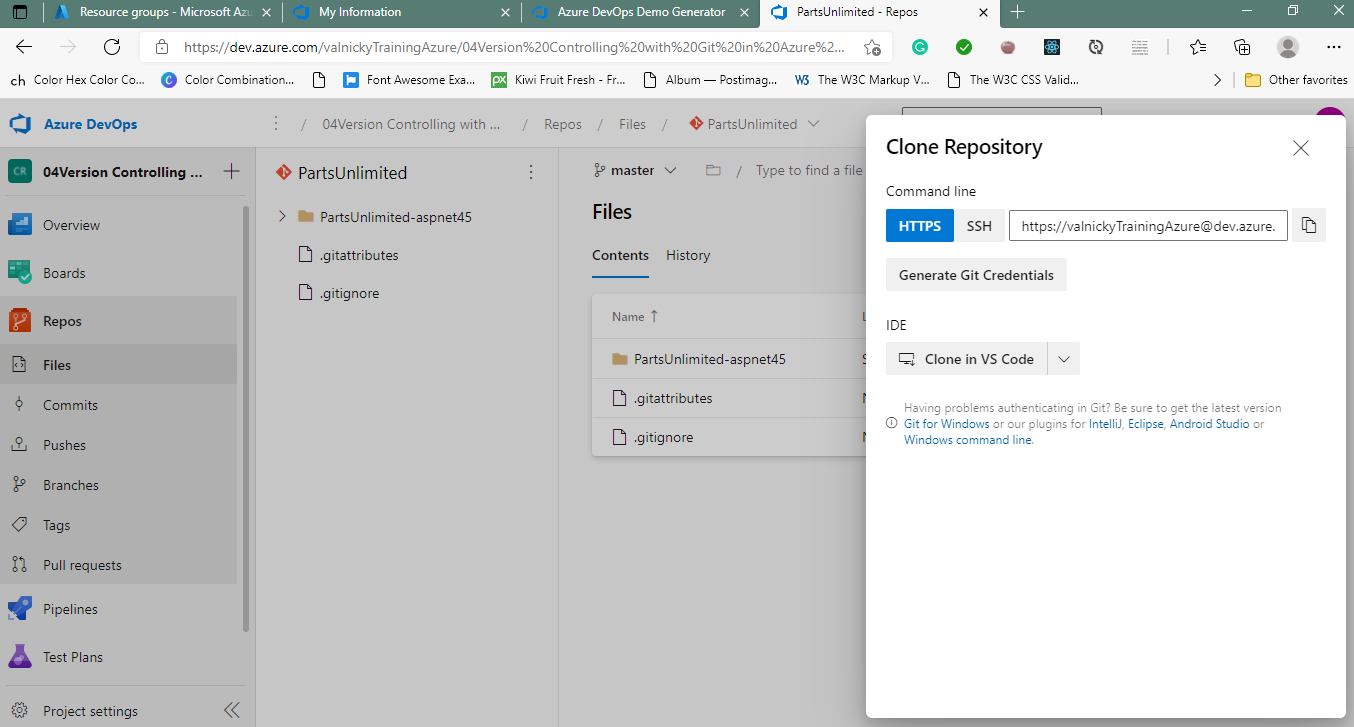 Resource groups - Microsoft Azu
My Information
Azure DevOps Demo Generator
PartsUnlimited - Repos
https://dev.azure.com/valnickyTrainingAzure/04Version%20Controlling%20with%20Git%20in%20Azure%2...
ch Color Hex Color Co...
Color Combination...
Font Awesome Exa...
px Kiwi Fruit Fresh - Fr...
Album — Postimag...
W3 The W3C Markup V...
The W3C CSS Valid...
Other favorites
Azure DevOps
/ 04Version Controlling with ... / Repos / Files / PartsUnlimited
CR 04Version Controlling ...
Overview
Boards
Repos
Files
Commits
Pushes
Branches
Tags
Pull requests
Pipelines
Test Plans
Project settings
PartsUnlimited
PartsUnlimited-aspnet45
.gitattributes
.gitignore
master / Type to find a file
Files
Contents History
Name ↑
PartsUnlimited-aspnet45
.gitattributes
.gitignore
Clone Repository
Command line
HTTPS SSH https://valnickyTrainingAzure@dev.azure.
Generate Git Credentials
IDE
Clone in VS Code
Having problems authenticating in Git? Be sure to get the latest version
Git for Windows or our plugins for IntelliJ, Eclipse, Android Studio or
Windows command line.